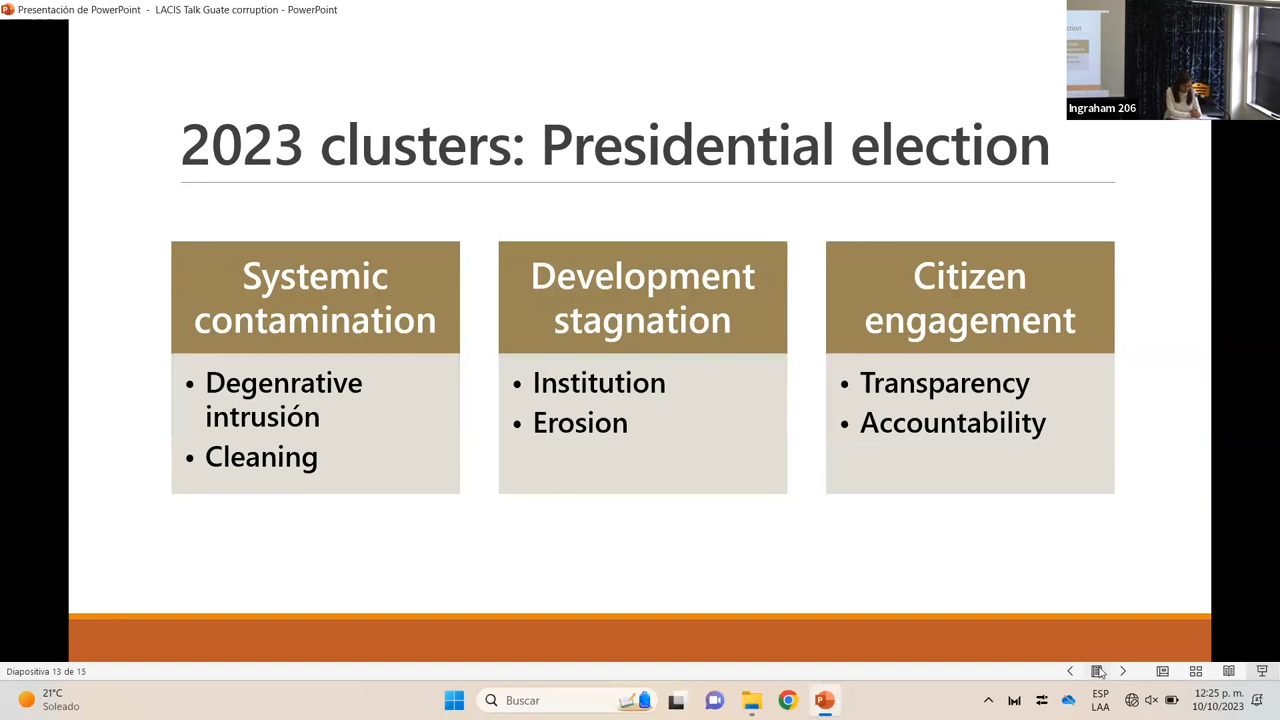 Presentación de PowerPoint - LACIS Talk Guate corruption - PowerPoint
Ingraham 206
2023 clusters: Presidential election
Systemic
contamination
• Degenrative
intrusión
• Cleaning
Development
stagnation
• Institution
• Erosion
Citizen
engagement
• Transparency
• Accountability
Diapositiva 13 de 15
21°C
Soleado
Buscar
ESP
LAA
12:25 p. m.
10/10/2023